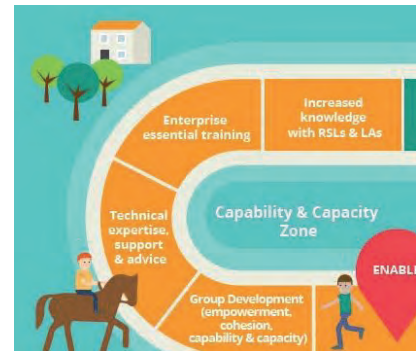 Enterprise
essential training
Increased
knowledge
with RSLs & LAs
Technical
expertise,
support
& advice
Capability & Capacity
Zone
Group Development
(empowerment,
cohesion,
capability & capacity)